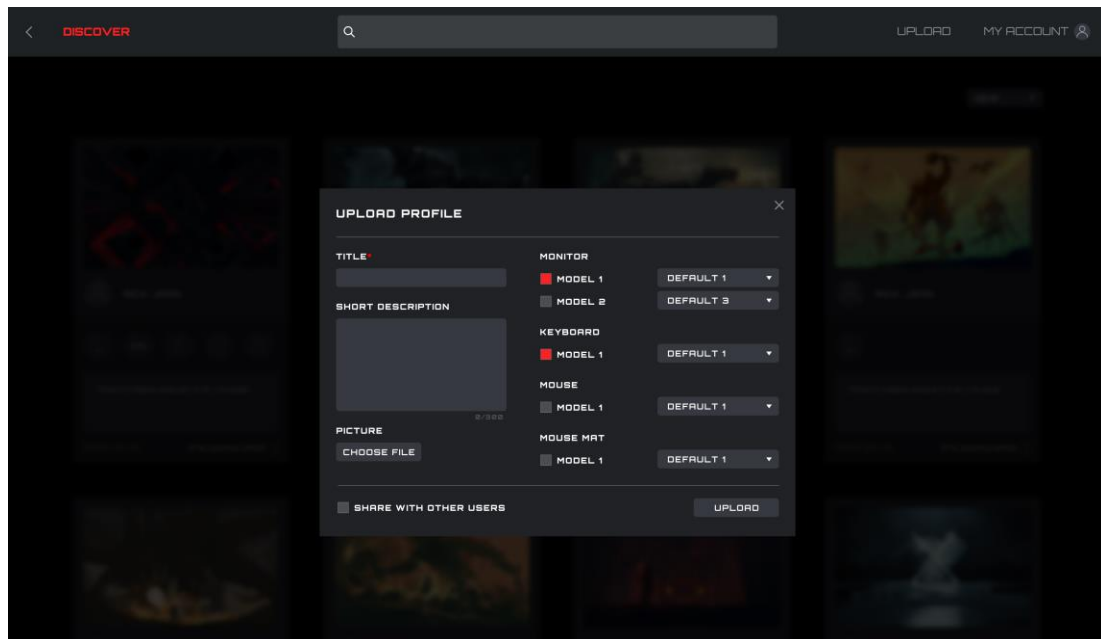 DISCOVER
UPLOAD
MY ACCOUNT
UPLOAD PROFILE
TITLE*
SHORT DESCRIPTION
0/300
PICTURE
CHOOSE FILE
MONITOR
MODEL 1 DEFAULT 1
MODEL 2 DEFAULT 3
KEYBOARD
MODEL 1 DEFAULT 1
MOUSE
MODEL 1 DEFAULT 1
MOUSE MAT
MODEL 1 DEFAULT 1
SHARE WITH OTHER USERS
UPLOAD